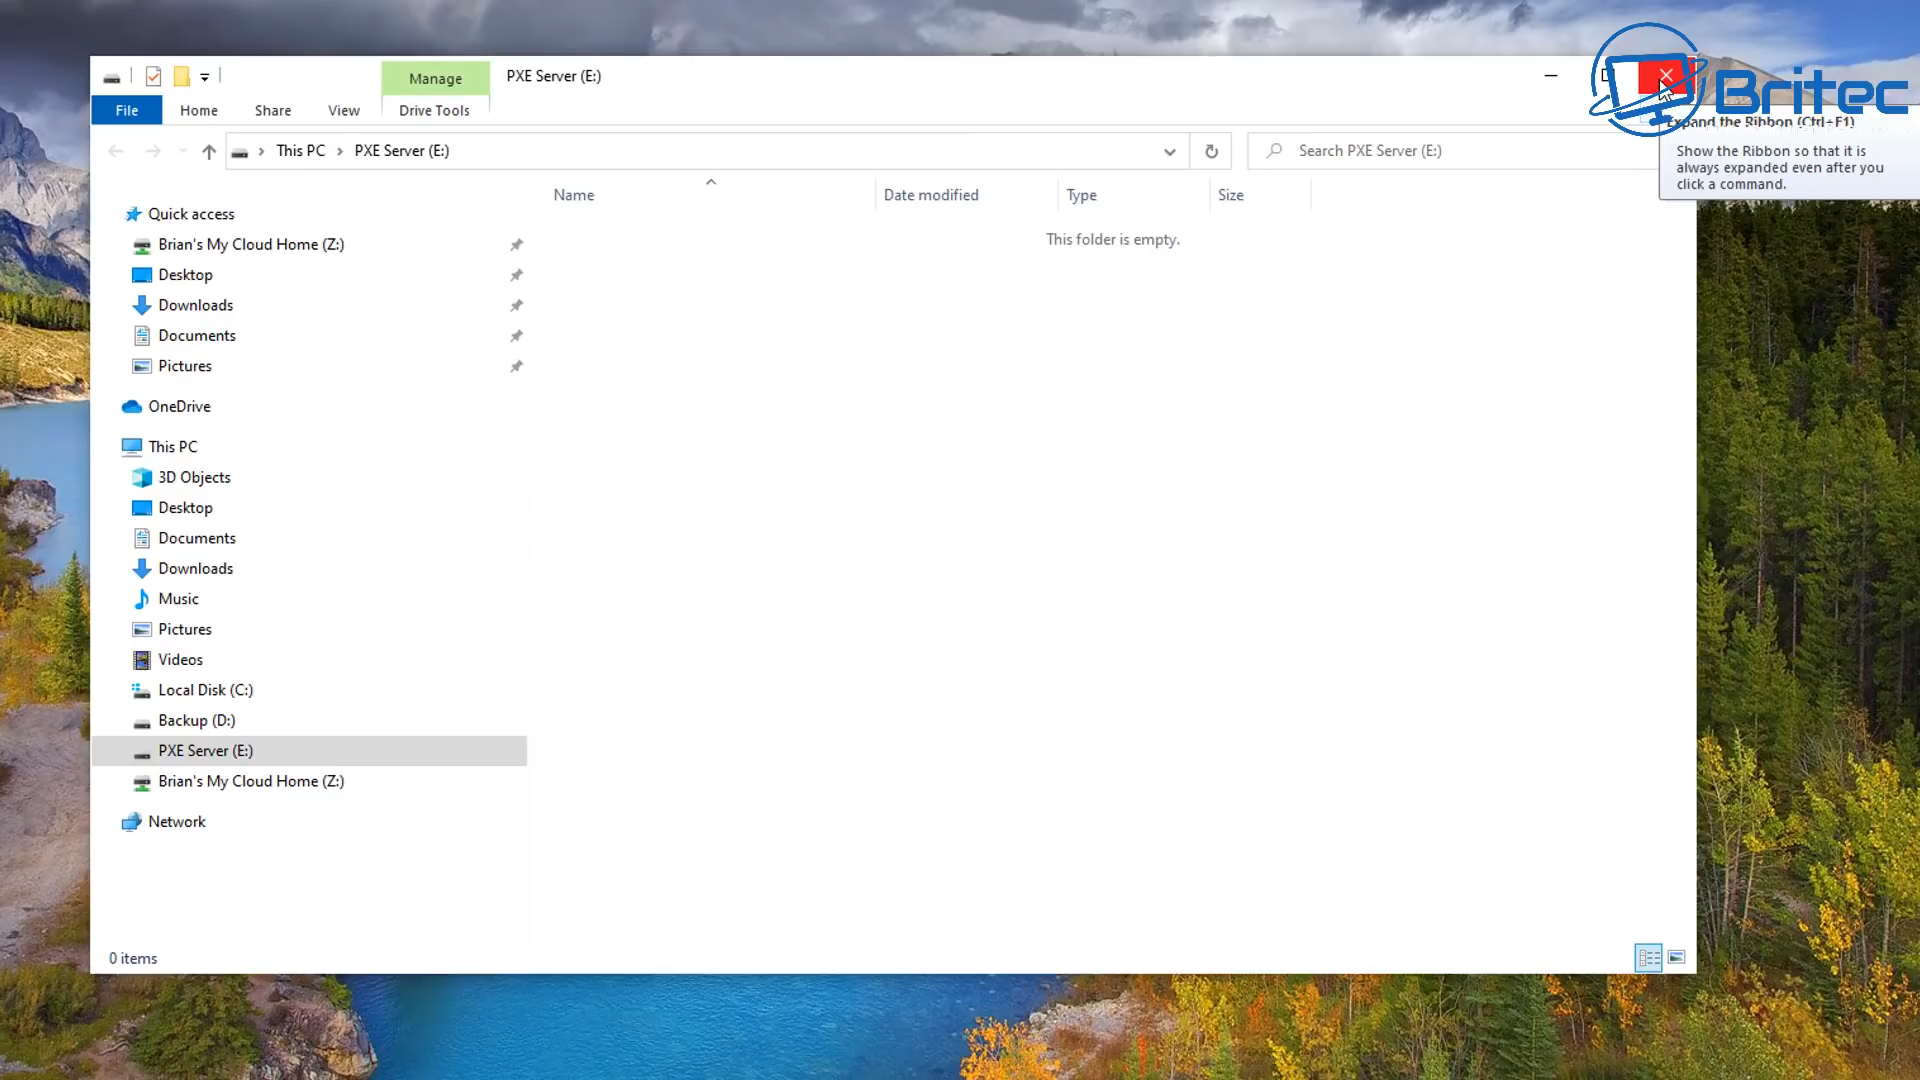 Manage
PXE Server (E:)
File
Home
Share
View
Drive Tools
Britec
Expand the Ribbon (Ctrl+F1)
Show the Ribbon so that it is
always expanded even after you
click a command.
This PC
PXE Server (E:)
Search PXE Server (E:)
Name
Date modified
Type
Size
This folder is empty.
Quick access
Brian's My Cloud Home (Z:)
Desktop
Downloads
Documents
Pictures
OneDrive
This PC
3D Objects
Desktop
Documents
Downloads
Music
Pictures
Videos
Local Disk (C:)
Backup (D:)
PXE Server (E:)
Brian's My Cloud Home (Z:)
Network
0 items